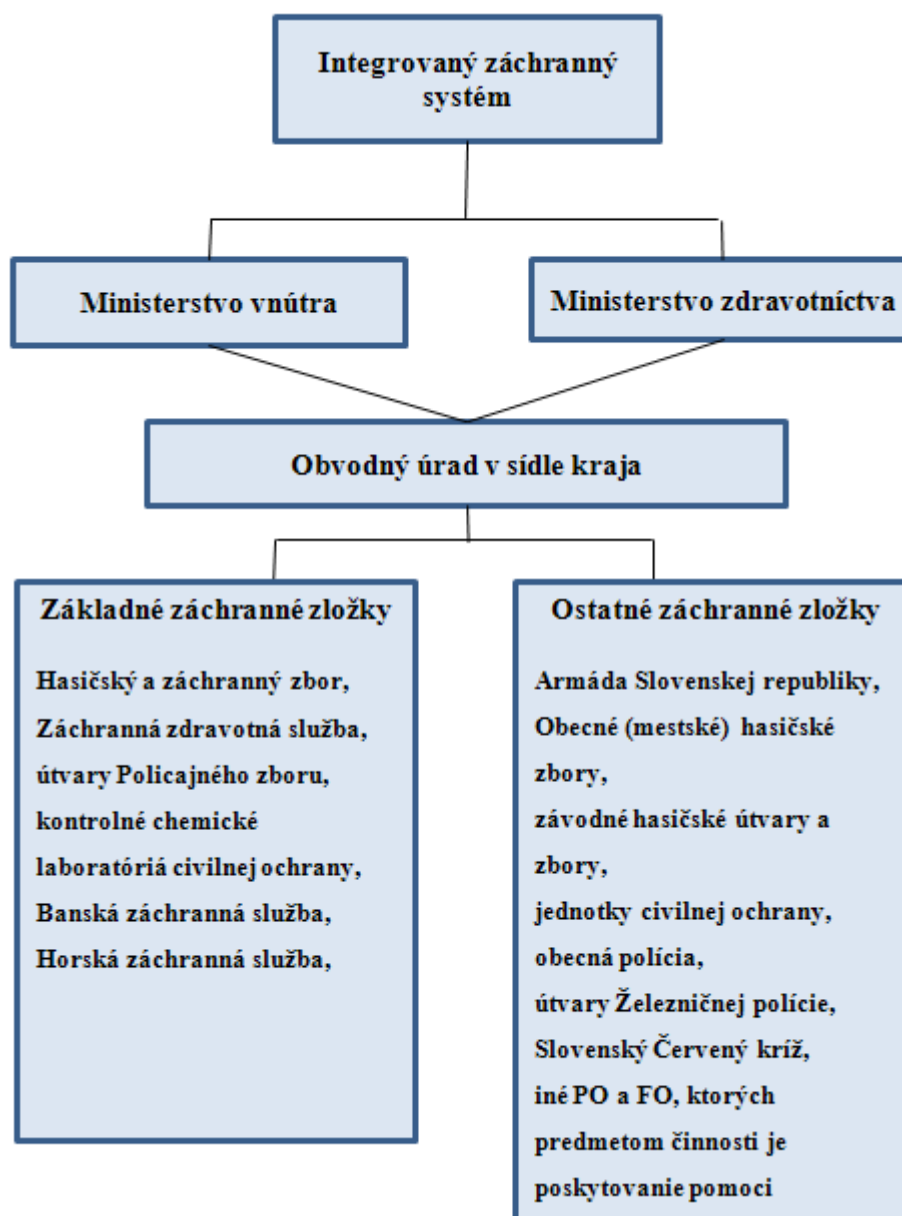 Integrovaný záchranný
systém
Ministerstvo vnútra
Ministerstvo zdravotníctva
Obvodný úrad v sídle kraja
Základné záchranné zložky
Hasičský a záchranný zbor,
Záchranná zdravotná služba,
útvary Policajného zboru,
kontrolné chemické
laboratóriá civilnej ochrany,
Banská záchranná služba,
Horská záchranná služba,
Ostatné záchranné zložky
Armáda Slovenskej republiky,
Obecné (mestské) hasičské
zbory,
závodné hasičské útvary a
zbory,
jednotky civilnej ochrany,
obecná polícia,
útvary Železničnej polície,
Slovenský Červený kríž,
iné PO a FO, ktorých
predmetom činnosti je
poskytovanie pomoci